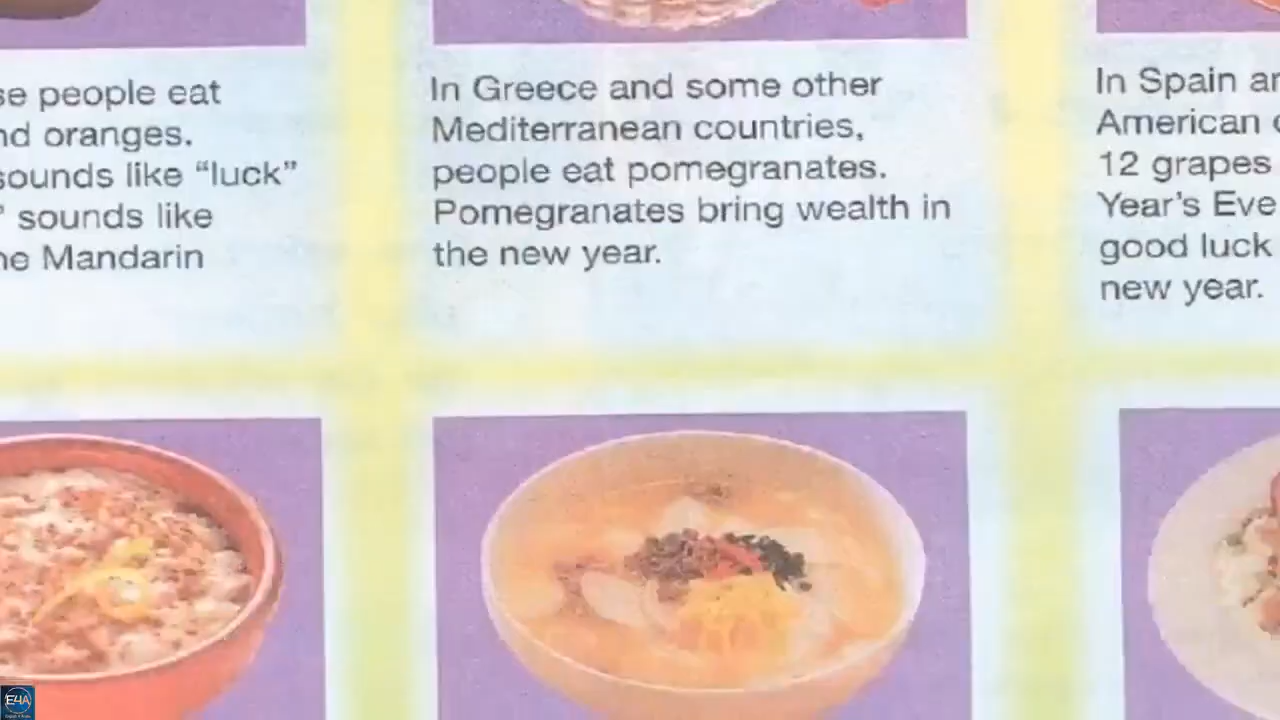 se people eat
nd oranges.
sounds like “luck”
” sounds like
he Mandarin
In Greece and some other
Mediterranean countries,
people eat pomegranates.
Pomegranates bring wealth in
the new year.
In Spain
American
12 grapes
Year’s Eve
good luck
new year.
E4A